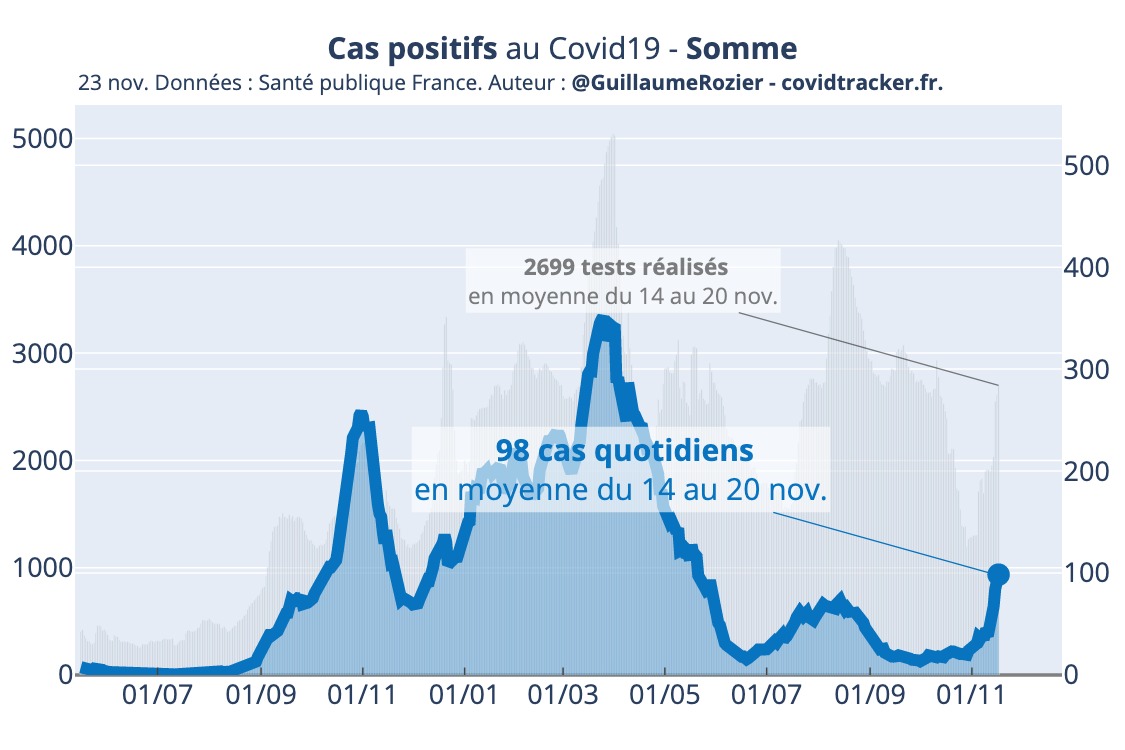 Cas positifs au Covid19 - Somme
23 nov. Données : Santé publique France. Auteur : @GuillaumeRozier - covidtracker.fr.
5000
4000
3000
2000
1000
0
500
400
300
200
100
0
2699 tests réalisés
en moyenne du 14 au 20 nov.
98 cas quotidiens
en moyenne du 14 au 20 nov.
01/07 01/09 01/11 01/01 01/03 01/05 01/07 01/09 01/11